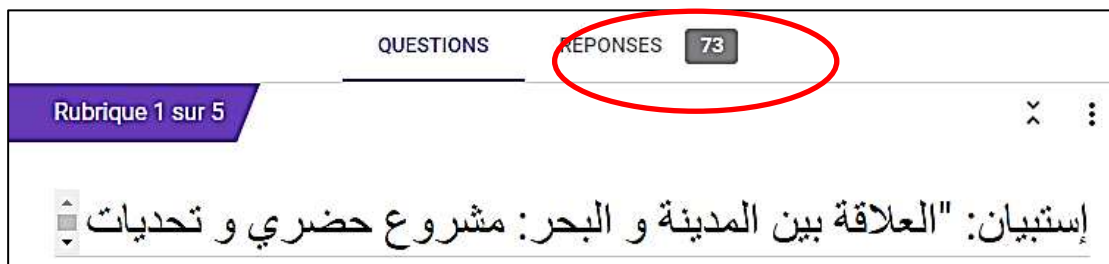 QUESTIONS REPONSES 73
Rubrique 1 sur 5
إستبيان: "العلاقة بين المدينة و البحر: مشروع حضري و تحديات